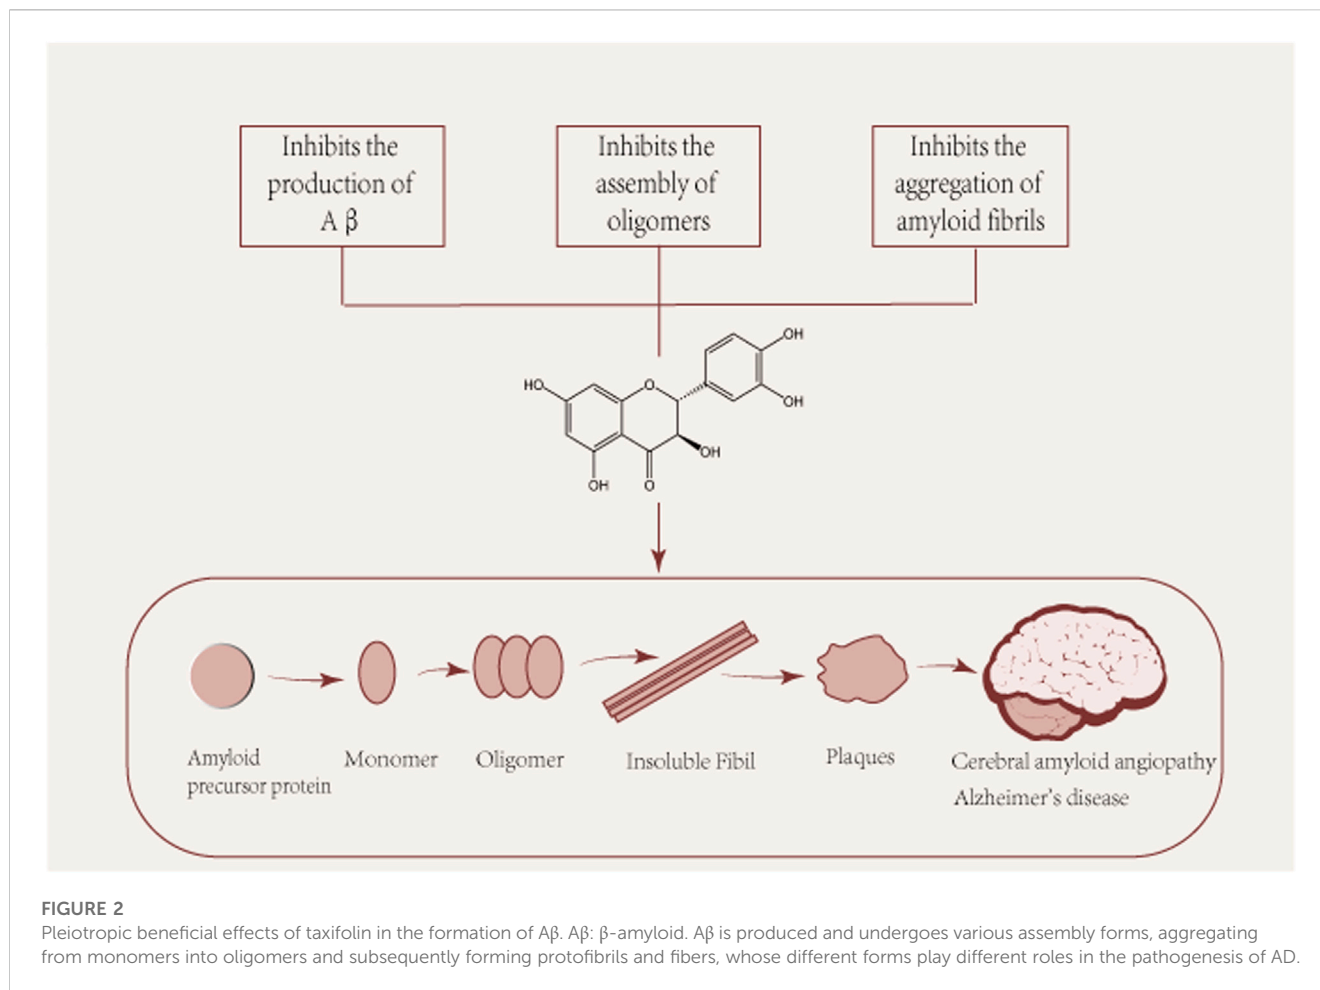 Inhibits the
production of
A β
Inhibits the
assembly of
oligomers
Inhibits the
aggregation of
amyloid fibrils
OH
HO
O
OH
OH
OH
O
Amyloid
precursor protein
Monomer
Oligomer
Insoluble Fibil
Plaques
Cerebral amyloid angiopathy
Alzheimer's disease
FIGURE 2
Pleiotropic beneficial effects of taxifolin in the formation of Aβ. Aβ: β-amyloid. Aβ is produced and undergoes various assembly forms, aggregating
from monomers into oligomers and subsequently forming protofibrils and fibers, whose different forms play different roles in the pathogenesis of AD.